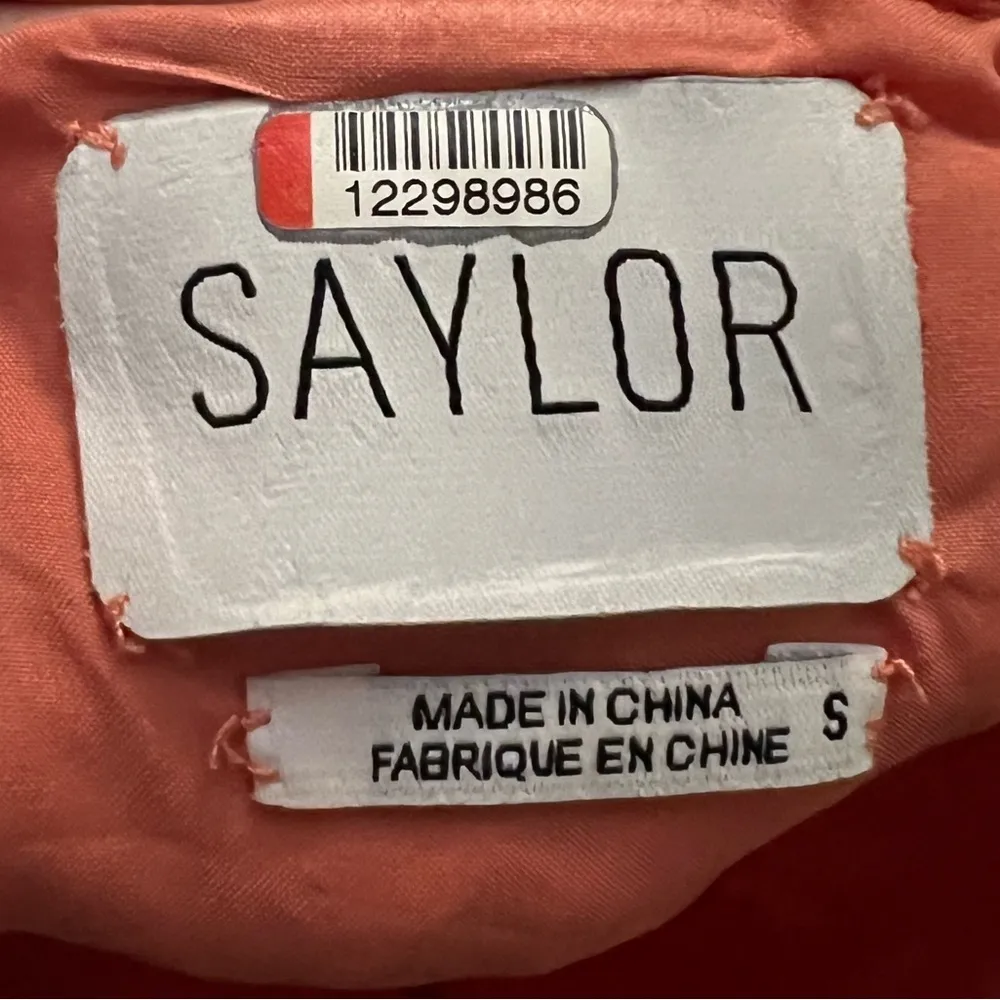 12298986
SAYLOR
MADE IN CHINA
FABRIQUE EN CHINE
S